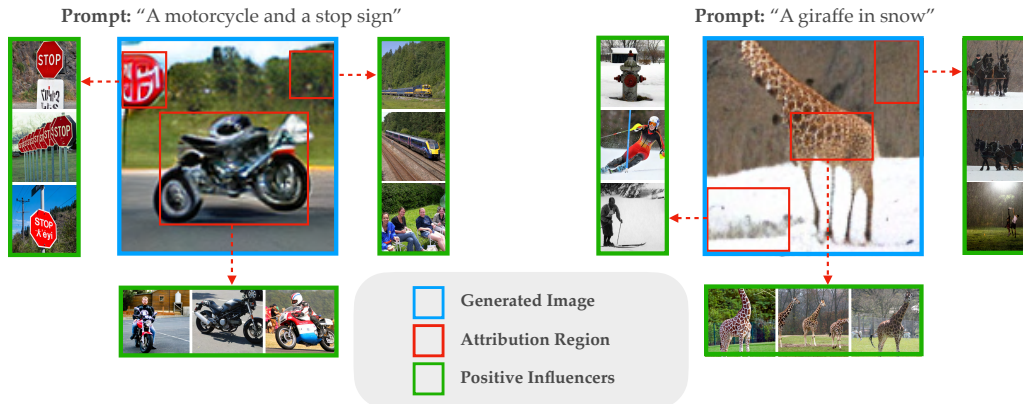 Prompt: “A motorcycle and a stop sign”
Prompt: “A giraffe in snow”
STOP
STOP
STOP
Generated Image
Attribution Region
Positive Influencers